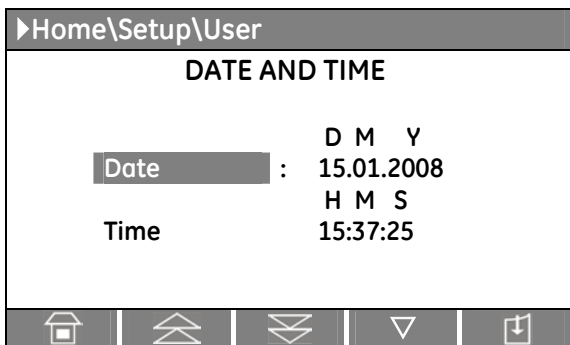 Home\Setup\User
DATE AND TIME
D M Y
Date : 15.01.2008
H M S
Time 15:37:25